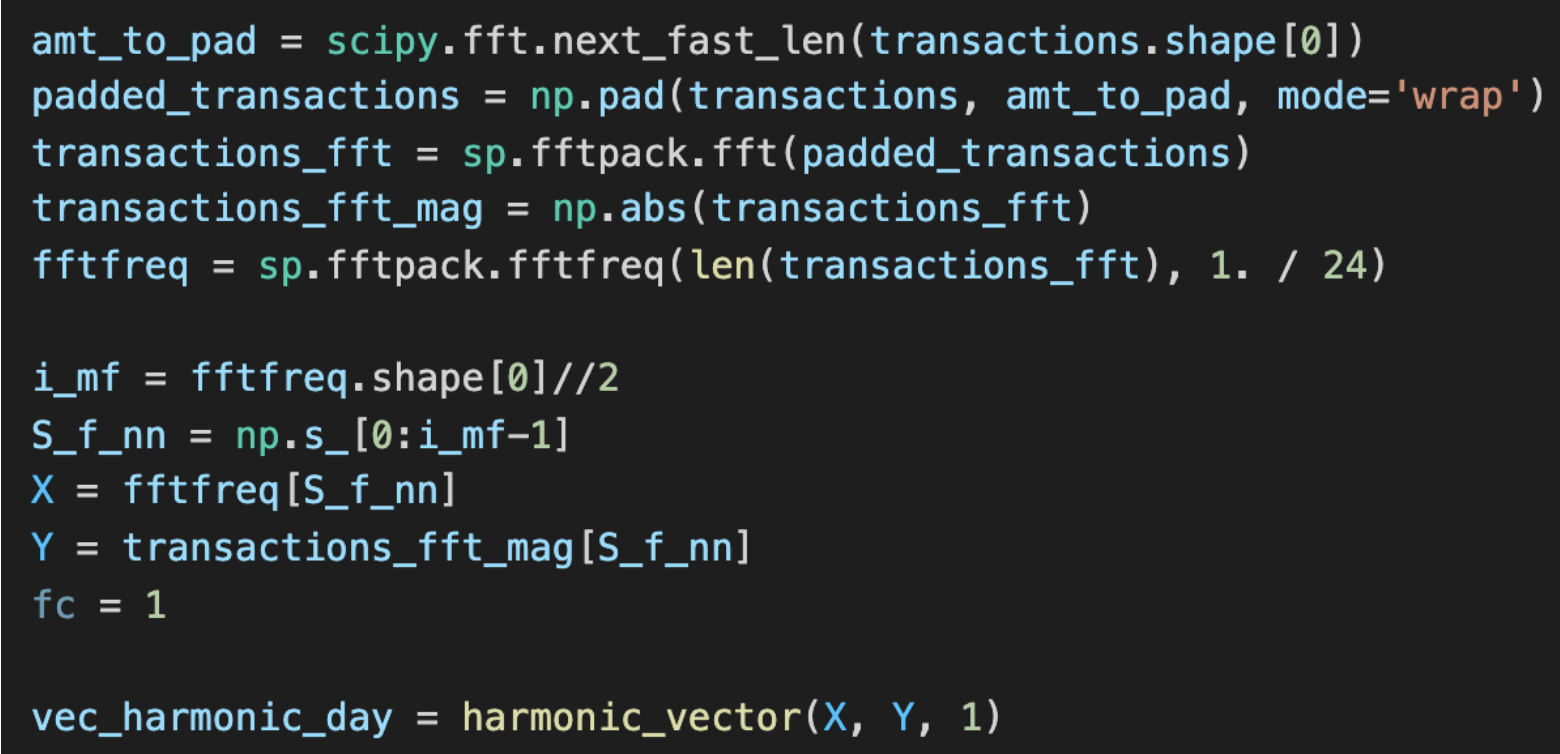 amt_to_pad = scipy.fft.next_fast_len(transactions.shape[0])
padded_transactions = np.pad(transactions, amt_to_pad, mode='wrap')
transactions_fft = sp.fftpack.fft(padded_transactions)
transactions_fft_mag = np.abs(transactions_fft)
fftfreq = sp.fftpack.fftfreq(len(transactions_fft), 1. / 24)
i_mf = fftfreq.shape[0]//2
S_f_nn = np.s_[0:i_mf-1]
X = fftfreq[S_f_nn]
Y = transactions_fft_mag[S_f_nn]
fc = 1
vec_harmonic_day = harmonic_vector(X, Y, 1)